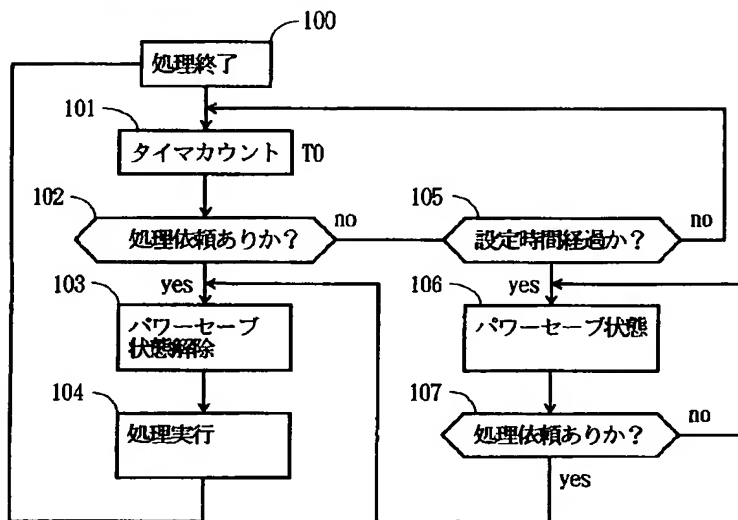 100
処理終了
101
タイマカウント T0
102
処理依頼ありか？
no
105
設定時間経過か？
no
yes
103
パワーセーブ
状態解除
yes
106
パワーセーブ状態
104
処理実行
107
処理依頼ありか？
no
yes